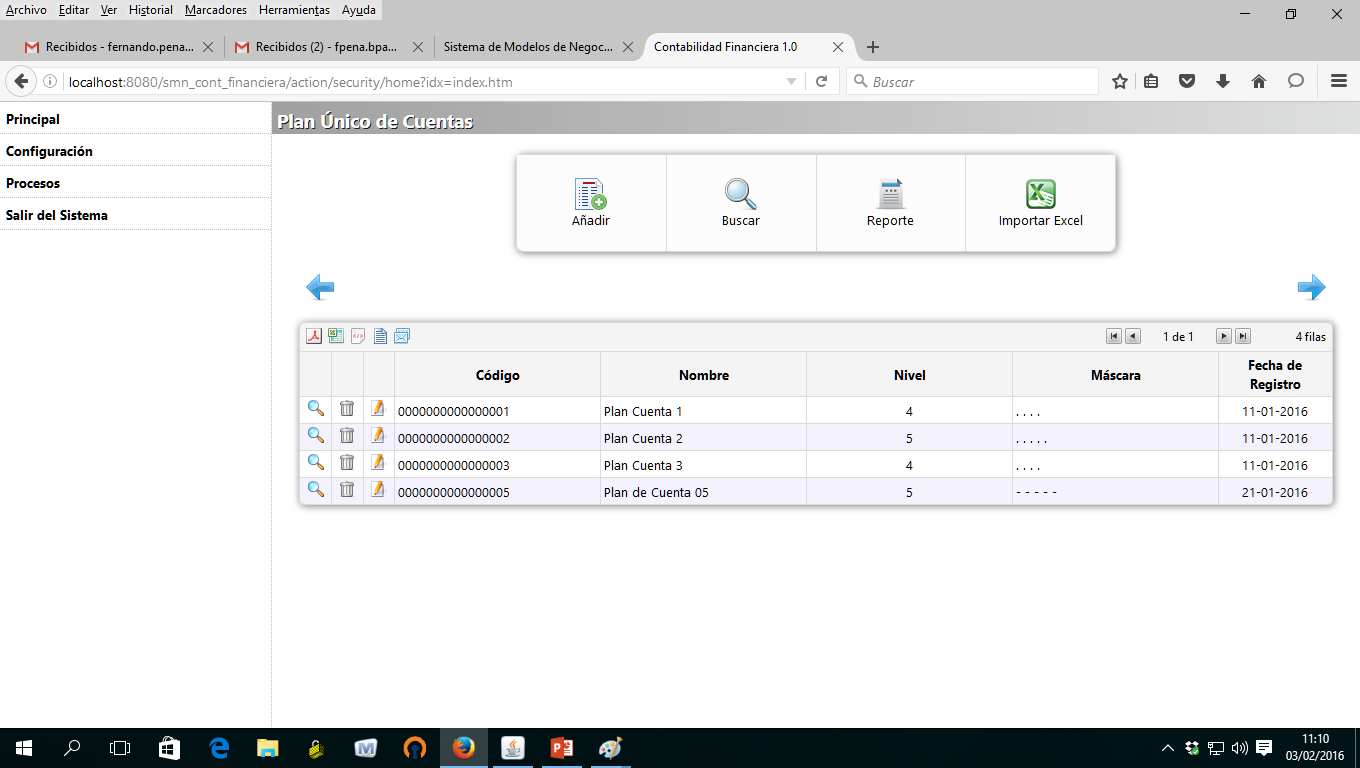 Archivo Editar Ver Historial Marcadores Herramientas Ayuda
Recibidos - fernando.pena... Recibidos (2) - fpena.bpa... Sistema de Modelos de Negoc... Contabilidad Financiera 1.0
localhost:8080/smn_cont_financiera/action/security/home?idx=index.htm Buscar
Principal
Configuración
Procesos
Salir del Sistema
Plan Único de Cuentas
Añadir Buscar Reporte Importar Excel
1 de 1 4 filas
Código Nombre Nivel Máscara Fecha de Registro
0000000000000001 Plan Cuenta 1 4 . . . . 11-01-2016
0000000000000002 Plan Cuenta 2 5 . . . . . 11-01-2016
0000000000000003 Plan Cuenta 3 4 . . . . 11-01-2016
0000000000000005 Plan de Cuenta 05 5 - - - - - 21-01-2016
11:10
03/02/2016